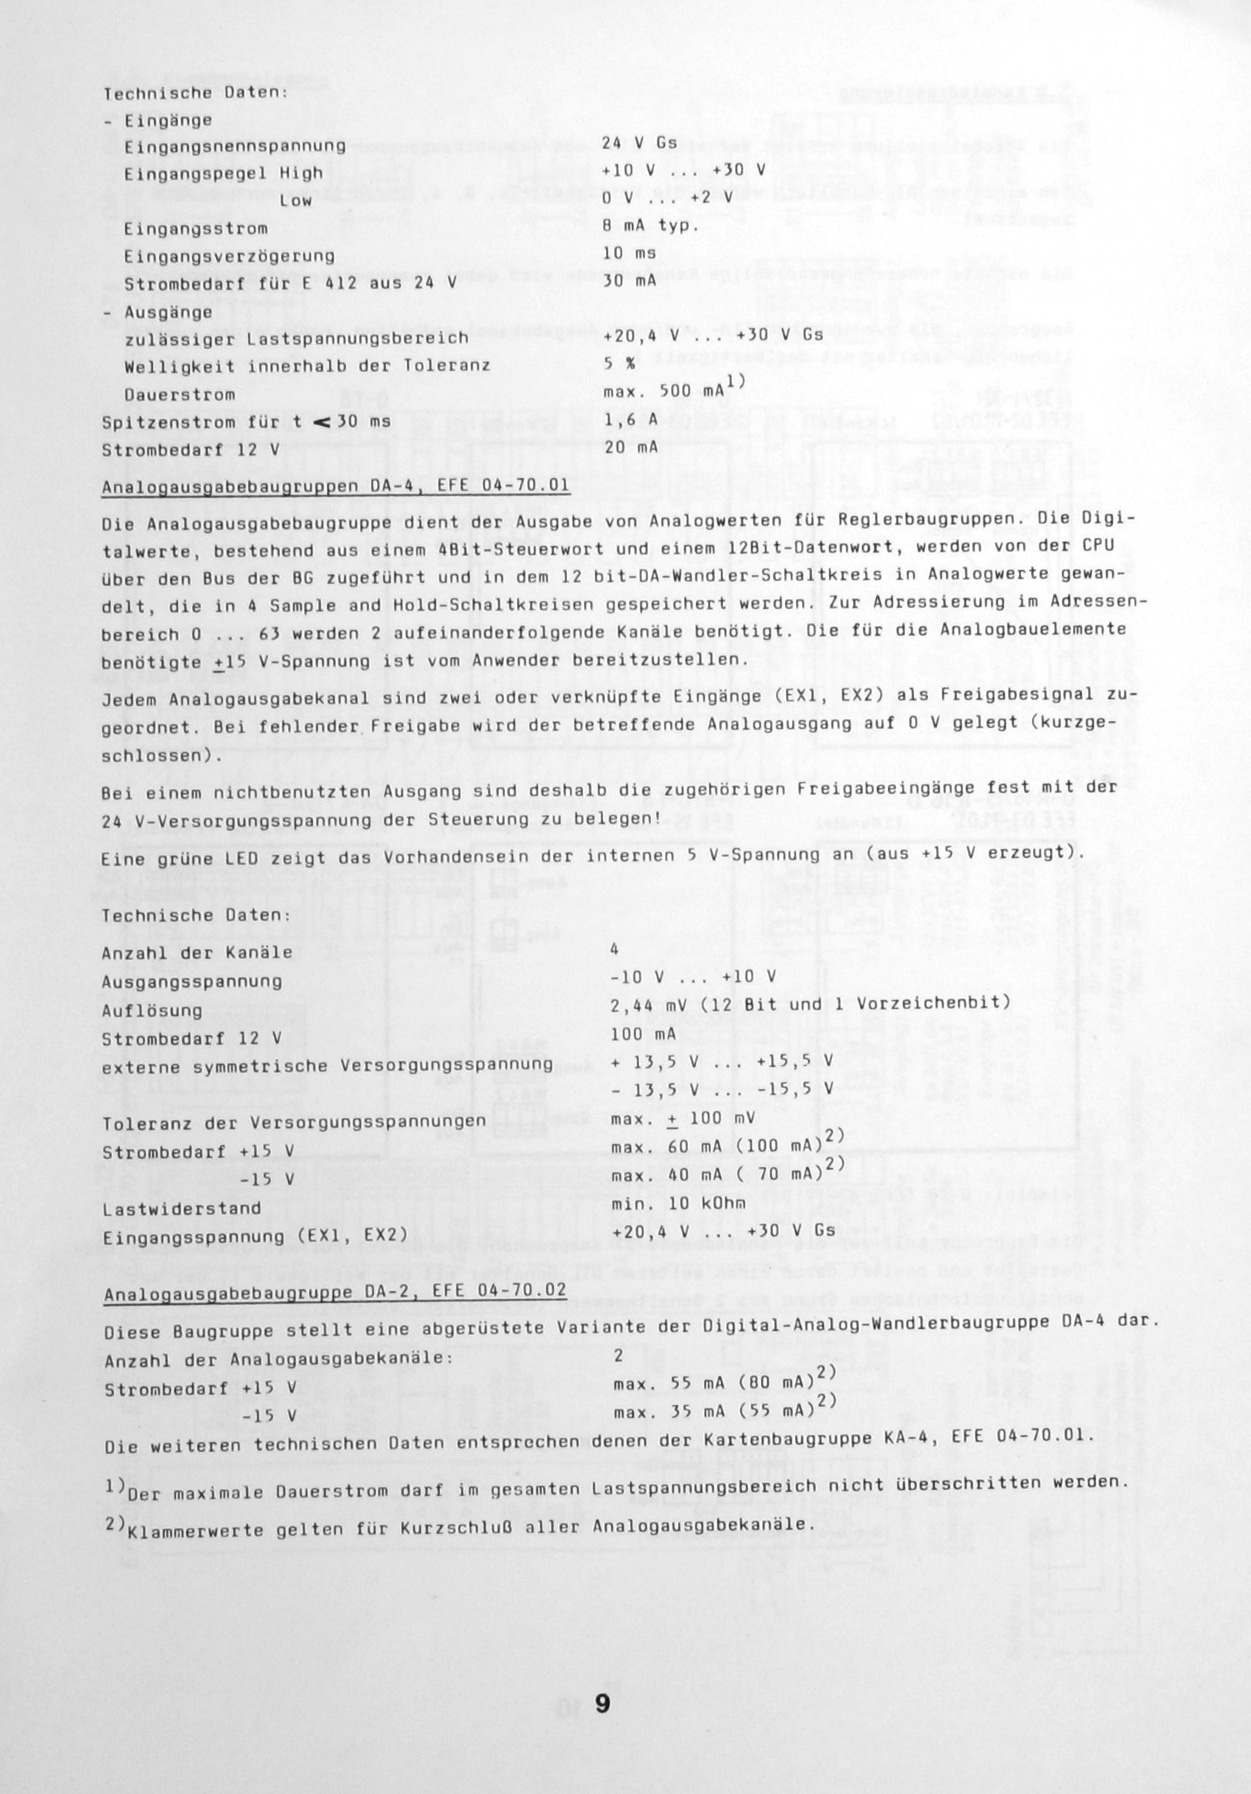 Technische Daten:
- Eingänge
Eingangsnennspannung 24 V Gs
Eingangspegel High +10 V ... +30 V
Low 0 V ... +2 V
Eingangsstrom 8 mA typ.
Eingangsverzögerung 10 ms
Strombedarf für E 412 aus 24 V 30 mA
- Ausgänge
zulässiger Lastspannungsbereich +20,4 V ... +30 V Gs
Welligkeit innerhalb der Toleranz 5 %
Dauerstrom max. 500 mA1)
Spitzenstrom für t < 30 ms 1,6 A
Strombedarf 12 V 20 mA
Analogausgabebaugruppen DA-4, EFE 04-70.01
Die Analogausgabebaugruppe dient der Ausgabe von Analogwerten für Reglerbaugruppen. Die Digi-
talwerte, bestehend aus einem 4Bit-Steuerwort und einem 12Bit-Datenwort, werden von der CPU
über den Bus der BG zugeführt und in dem 12 bit-DA-Wandler-Schaltkreis in Analogwerte gewan-
delt, die in 4 Sample and Hold-Schaltkreisen gespeichert werden. Zur Adressierung im Adressen-
bereich 0 ... 63 werden 2 aufeinanderfolgende Kanäle benötigt. Die für die Analogbauelemente
benötigte ±15 V-Spannung ist vom Anwender bereitzustellen.
Jedem Analogausgabekanal sind zwei oder verknüpfte Eingänge (EX1, EX2) als Freigabesignal zu-
geordnet. Bei fehlender Freigabe wird der betreffende Analogausgang auf 0 V gelegt (kurzge-
schlossen).
Bei einem nichtbenutzten Ausgang sind deshalb die zugehörigen Freigabeeingänge fest mit der
24 V-Versorgungsspannung der Steuerung zu belegen!
Eine grüne LED zeigt das Vorhandensein der internen 5 V-Spannung an (aus +15 V erzeugt).
Technische Daten:
Anzahl der Kanäle 4
Ausgangsspannung -10 V ... +10 V
Auflösung 2,44 mV (12 Bit und 1 Vorzeichenbit)
Strombedarf 12 V 100 mA
externe symmetrische Versorgungsspannung + 13,5 V ... +15,5 V
- 13,5 V ... -15,5 V
Toleranz der Versorgungsspannungen max. ± 100 mV
Strombedarf +15 V max. 60 mA (100 mA)2)
-15 V max. 40 mA ( 70 mA)2)
Lastwiderstand min. 10 kOhm
Eingangsspannung (EX1, EX2) +20,4 V ... +30 V Gs
Analogausgabebaugruppe DA-2, EFE 04-70.02
Diese Baugruppe stellt eine abgerüstete Variante der Digital-Analog-Wandlerbaugruppe DA-4 dar.
Anzahl der Analogausgabekanäle: 2
Strombedarf +15 V max. 55 mA (80 mA)2)
-15 V max. 35 mA (55 mA)2)
Die weiteren technischen Daten entsprechen denen der Kartenbaugruppe KA-4, EFE 04-70.01.
1)Der maximale Dauerstrom darf im gesamten Lastspannungsbereich nicht überschritten werden.
2)Klammerwerte gelten für Kurzschluß aller Analogausgabekanäle.
9